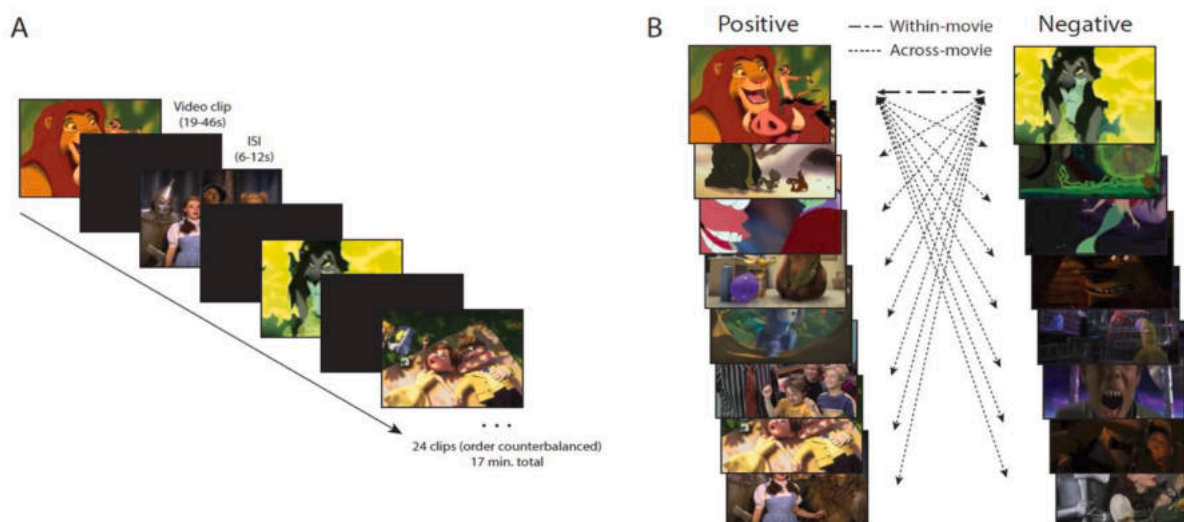 A
Video clip
(19-46s)
ISI
(6-12s)
. . .
24 clips (order counterbalanced)
17 min. total
B
Positive
Within-movie
Across-movie
Negative